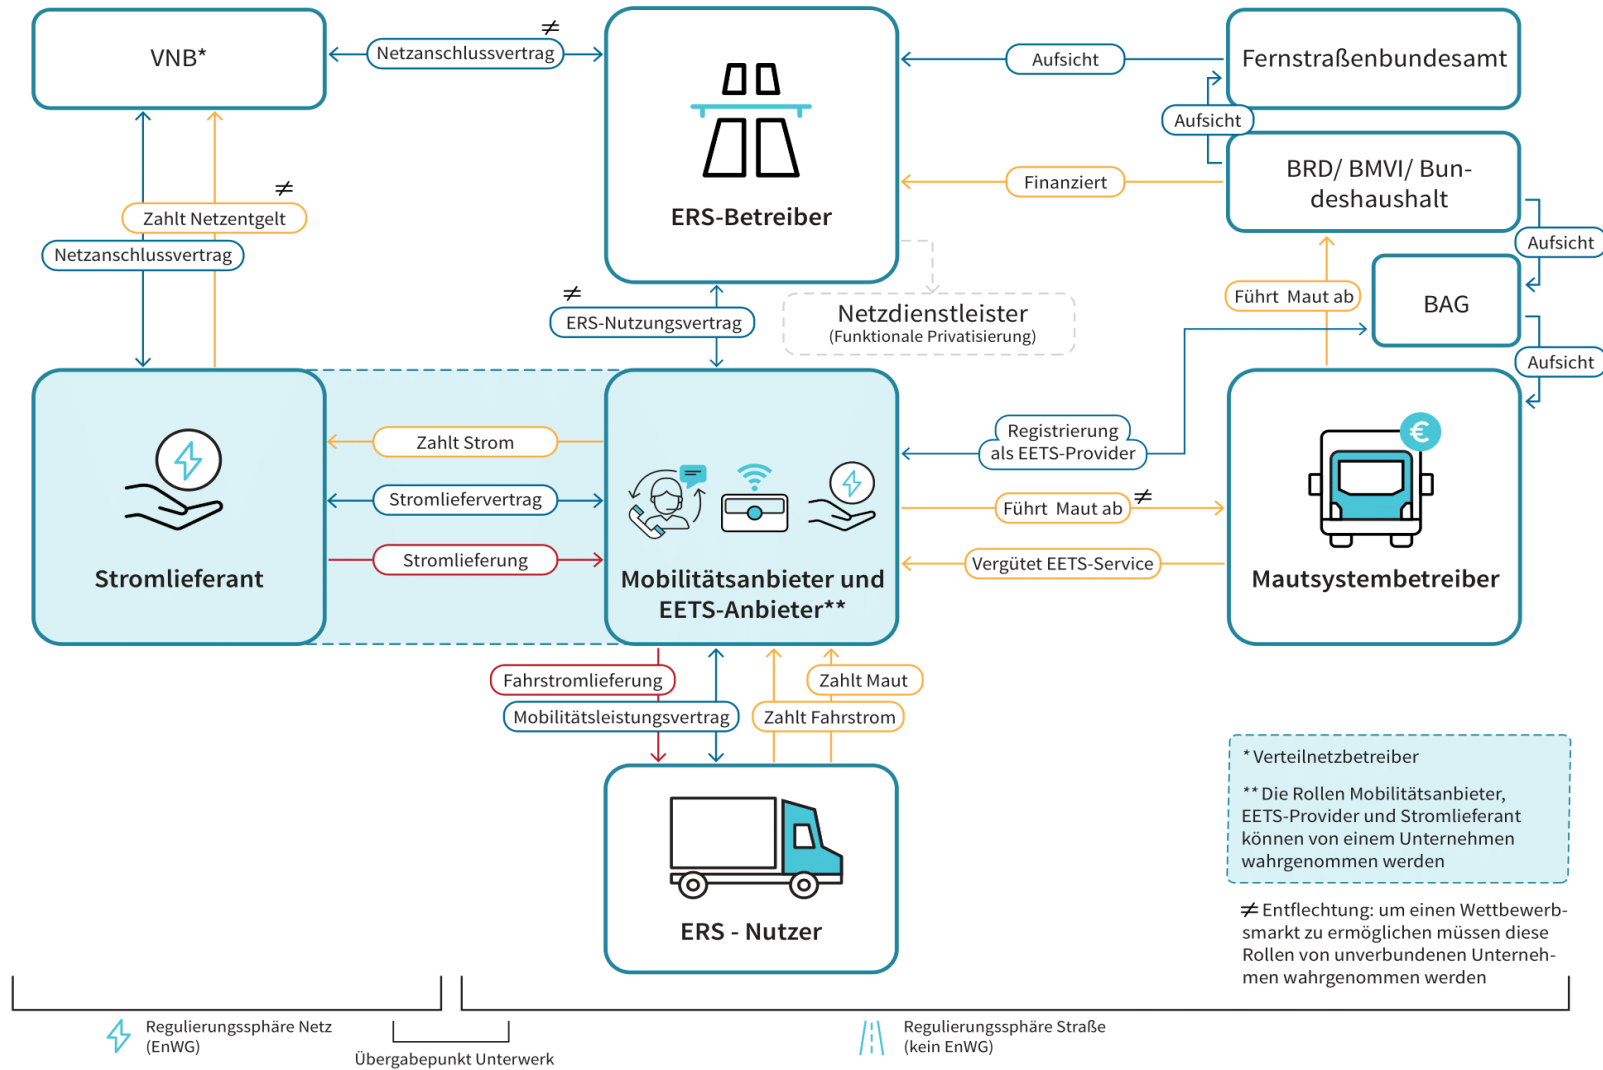 VNB*
≠
Netzanschlussvertrag
ERS-Betreiber
Aufsicht
Fernstraßenbundesamt
Aufsicht
Finanziert
BRD/ BMVI/ Bun-
deshaushalt
Aufsicht
≠
Zahlt Netzentgelt
Netzanschlussvertrag
≠
ERS-Nutzungsvertrag
Netzdienstleister
(Funktionale Privatisierung)
Führt Maut ab
BAG
Aufsicht
Zahlt Strom
Stromliefervertrag
Stromlieferung
Stromlieferant
Mobilitätsanbieter und
EETS-Anbieter**
Registrierung
als EETS-Provider
Führt Maut ab
≠
Vergütet EETS-Service
€
Mautsystembetreiber
Fahrstromlieferung
Mobilitätsleistungsvertrag
Zahlt Maut
Zahlt Fahrstrom
ERS - Nutzer
* Verteilnetzbetreiber
** Die Rollen Mobilitätsanbieter,
EETS-Provider und Stromlieferant
können von einem Unternehmen
wahrgenommen werden
≠ Entflechtung: um einen Wettbewerb-
smarkt zu ermöglichen müssen diese
Rollen von unverbundenen Unterneh-
men wahrgenommen werden
Regulierungssphäre Netz
(EnWG)
Übergabepunkt Unterwerk
Regulierungssphäre Straße
(kein EnWG)